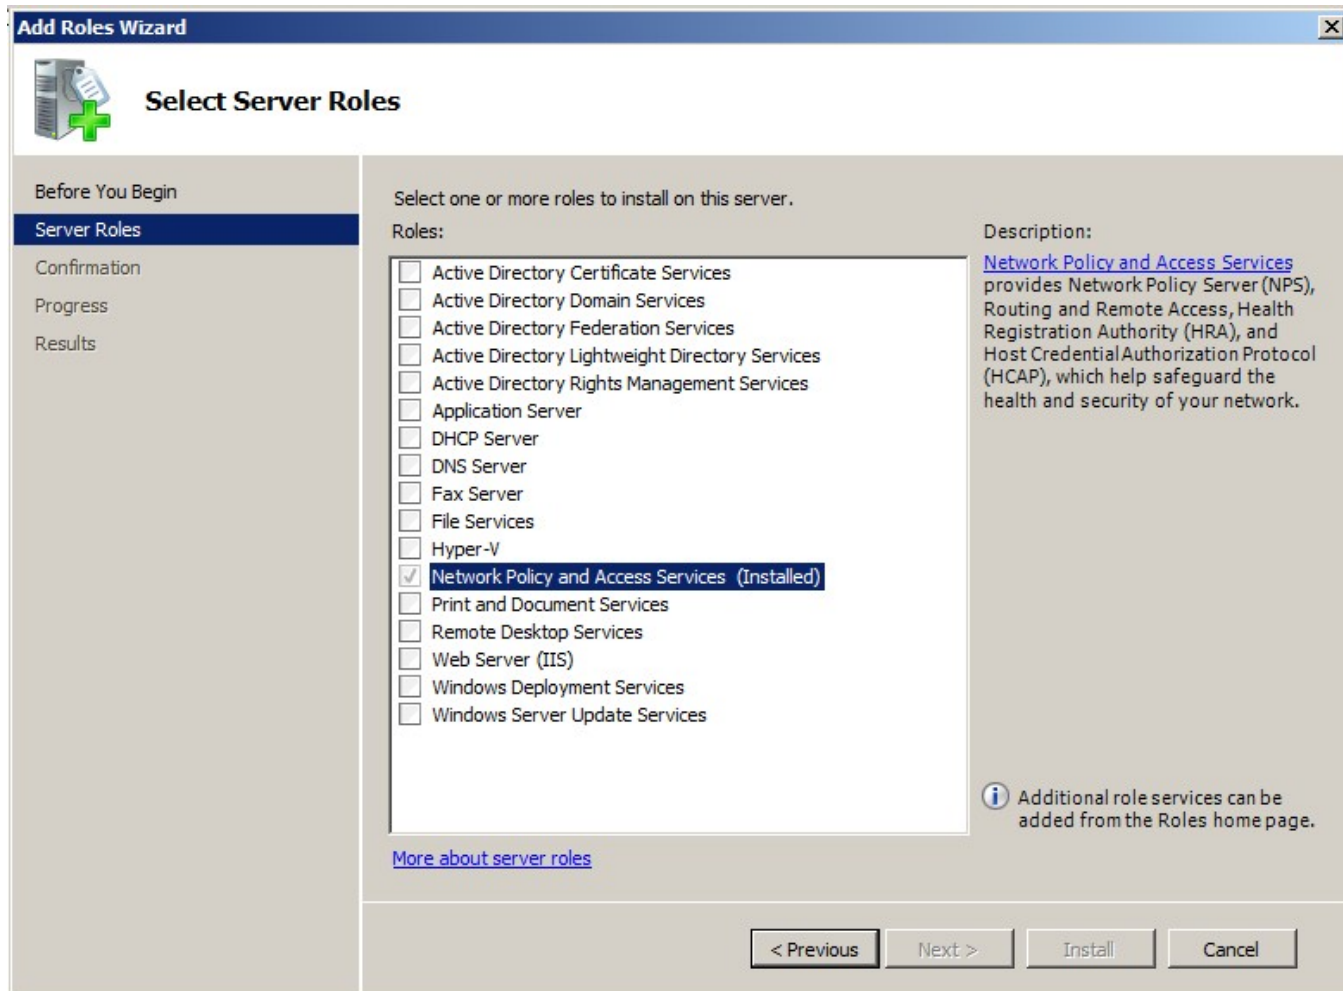 Add Roles Wizard
Select Server Roles
Before You Begin
Server Roles
Confirmation
Progress
Results
Select one or more roles to install on this server.
Roles:
Active Directory Certificate Services
Active Directory Domain Services
Active Directory Federation Services
Active Directory Lightweight Directory Services
Active Directory Rights Management Services
Application Server
DHCP Server
DNS Server
Fax Server
File Services
Hyper-V
Network Policy and Access Services (Installed)
Print and Document Services
Remote Desktop Services
Web Server (IIS)
Windows Deployment Services
Windows Server Update Services
More about server roles
Description:
Network Policy and Access Services
provides Network Policy Server (NPS),
Routing and Remote Access, Health
Registration Authority (HRA), and
Host Credential Authorization Protocol
(HCAP), which help safeguard the
health and security of your network.
Additional role services can be
added from the Roles home page.
< Previous
Next >
Install
Cancel